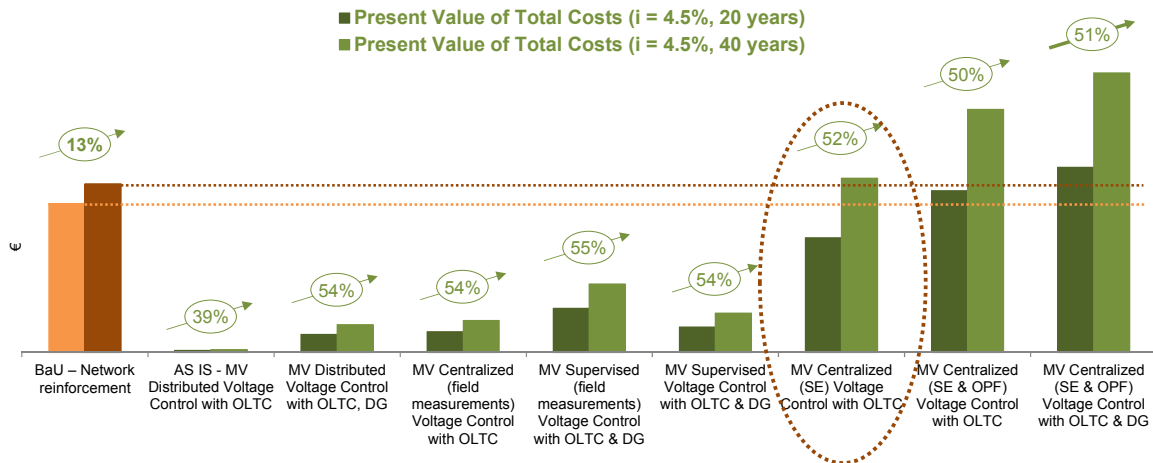 Present Value of Total Costs (i = 4.5%, 20 years)
Present Value of Total Costs (i = 4.5%, 40 years)
13%
39%
54%
54%
55%
54%
52%
50%
51%
€
BaU – Network
reinforcement
AS IS - MV
Distributed Voltage
Control with OLTC
MV Distributed
Voltage Control
with OLTC, DG
MV Centralized
(field
measurements)
Voltage Control
with OLTC
MV Supervised
(field
measurements)
Voltage Control
with OLTC & DG
MV Supervised
Voltage Control
with OLTC & DG
MV Centralized
(SE) Voltage
Control with OLTC
MV Centralized
(SE & OPF)
Voltage Control
with OLTC
MV Centralized
(SE & OPF)
Voltage Control
with OLTC & DG